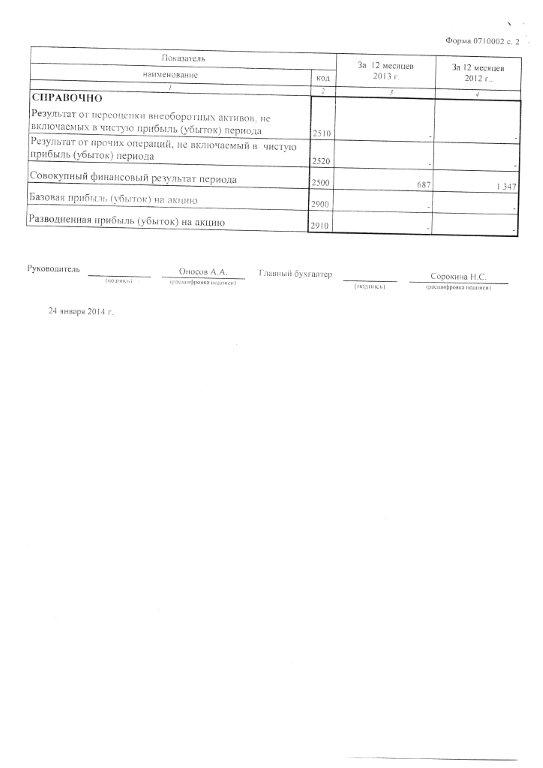 Форма 0710002 с. 2
Показатель За 12 месяцев 2013 г. За 12 месяцев 2012 г..
наименование код
1 2 3 4
СПРАВОЧНО
Результат от переоценки внеоборотных активов, не
включаемых в чистую прибыль (убыток) периода 2510 - -
Результат от прочих операций, не включаемый в чистую
прибыль (убыток) периода 2520 - -
Совокупный финансовый результат периода 2500 687 1 347
Базовая прибыль (убыток) на акцию 2900 - -
Разводненная прибыль (убыток) на акцию 2910 - -
Руководитель Оносов А.А. Главный бухгалтер Сорокина Н.С.
(подпись) (расшифровка подписи) (подпись) (расшифровка подписи)
24 января 2014 г..